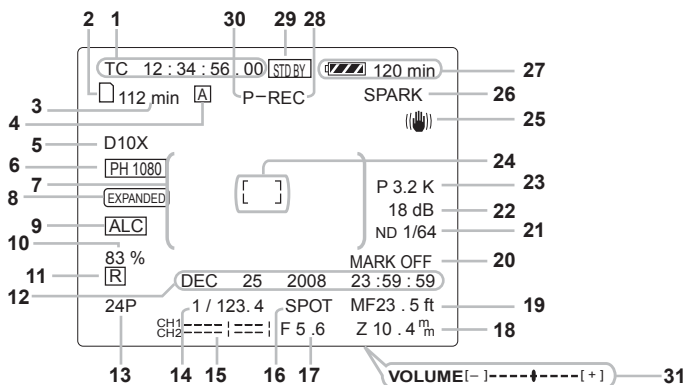 2 1 30 29 28
TC 12 : 34 : 56 . 00 STD BY 120 min 27
3 112 min A P-REC SPARK 26
4 25
5 D10X
6 PH 1080 24
7 P 3.2 K 23
8 EXPANDED 18 dB 22
9 ALC ND 1/64 21
10 83 % MARK OFF 20
11 R
12 DEC 25 2008 23 : 59 : 59
24P 1 / 123. 4 SPOT MF23 . 5 ft 19
CH1
CH2 F 5 .6 Z 10 . 4 m m 18
13 14 15 16 17
VOLUME [ – ] - - - - - - - - [ + ] 31